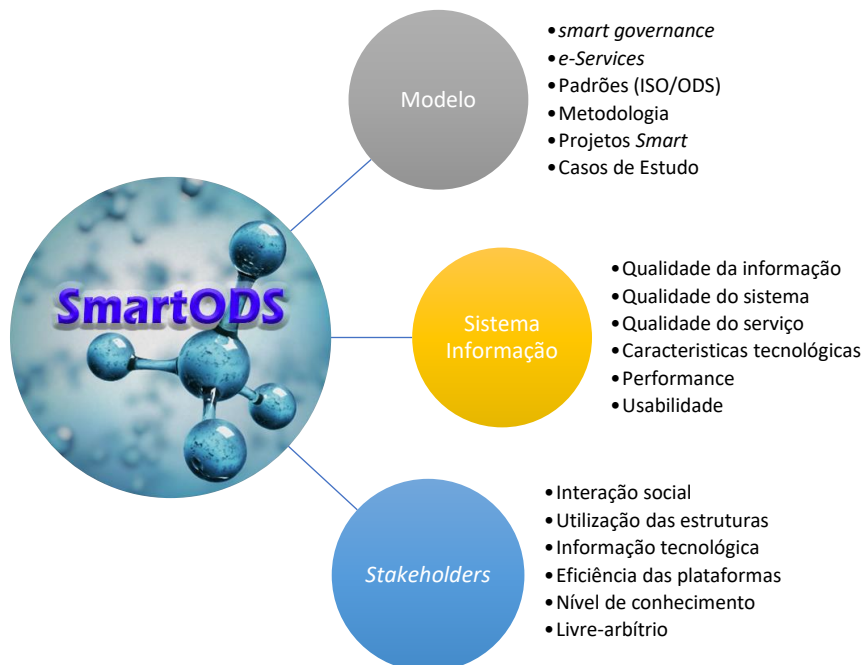 SmartODS
Modelo
•smart governance
•e-Services
•Padrões (ISO/ODS)
•Metodologia
•Projetos Smart
•Casos de Estudo
Sistema
Informação
•Qualidade da informação
•Qualidade do sistema
•Qualidade do serviço
•Caracteristicas tecnológicas
•Performance
•Usabilidade
Stakeholders
•Interação social
•Utilização das estruturas
•Informação tecnológica
•Eficiência das plataformas
•Nível de conhecimento
•Livre-arbítrio